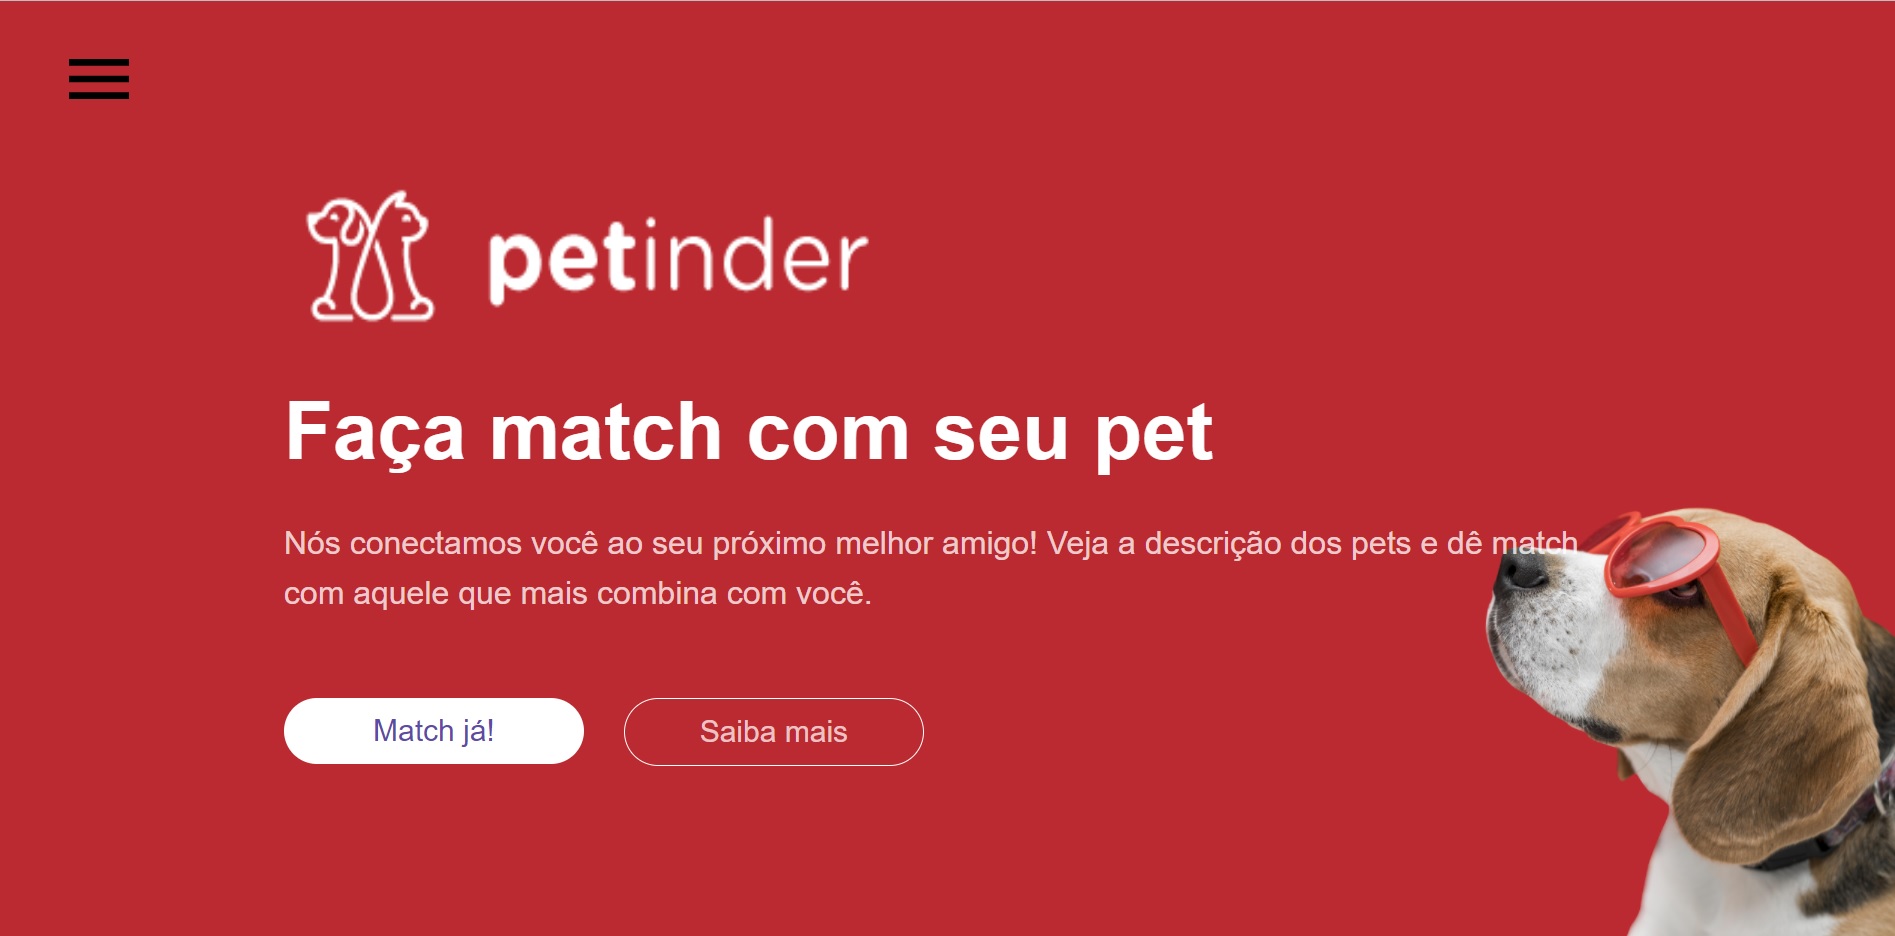 petinder
Faça match com seu pet
Nós conectamos você ao seu próximo melhor amigo! Veja a descrição dos pets e dê match
com aquele que mais combina com você.
Match já!
Saiba mais